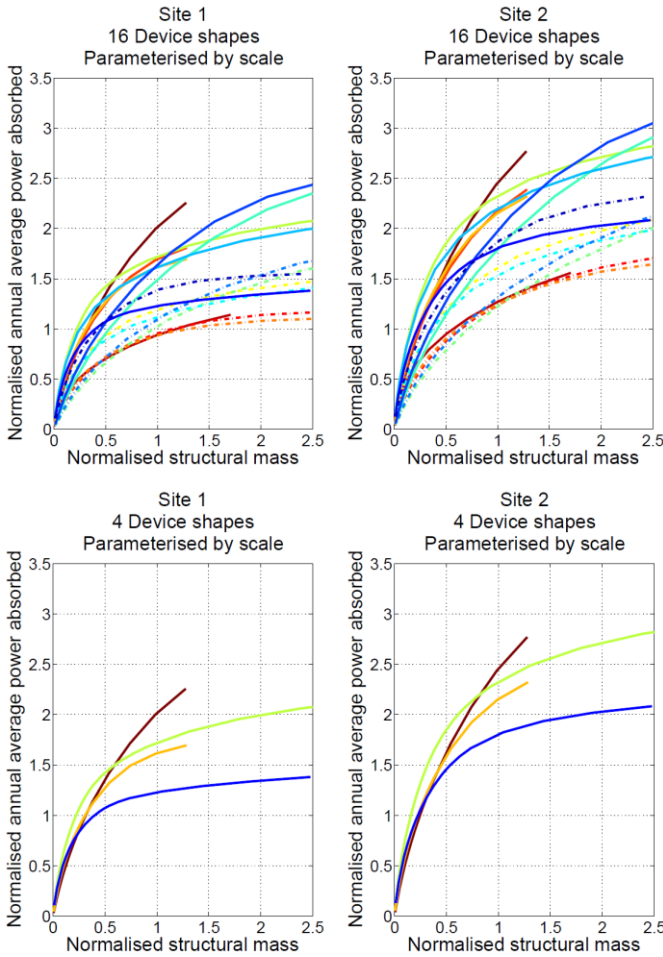 Site 1
16 Device shapes
Parameterised by scale
Normalised annual average power absorbed
3.5
3
2.5
2
1.5
1
0.5
0
0 0.5 1 1.5 2 2.5
Normalised structural mass
Site 2
16 Device shapes
Parameterised by scale
Normalised annual average power absorbed
3.5
3
2.5
2
1.5
1
0.5
0
0 0.5 1 1.5 2 2.5
Normalised structural mass
Site 1
4 Device shapes
Parameterised by scale
Normalised annual average power absorbed
3.5
3
2.5
2
1.5
1
0.5
0
0 0.5 1 1.5 2 2.5
Normalised structural mass
Site 2
4 Device shapes
Parameterised by scale
Normalised annual average power absorbed
3.5
3
2.5
2
1.5
1
0.5
0
0 0.5 1 1.5 2 2.5
Normalised structural mass